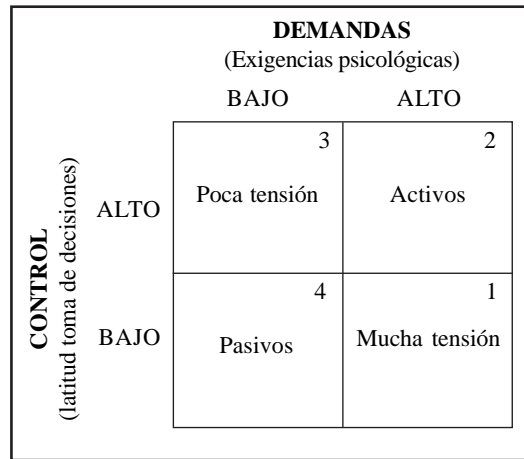 DEMANDAS
(Exigencias psicológicas)
BAJO ALTO
CONTROL
(latitud toma de decisiones)
ALTO
3
Poca tensión
2
Activos
BAJO
4
Pasivos
1
Mucha tensión